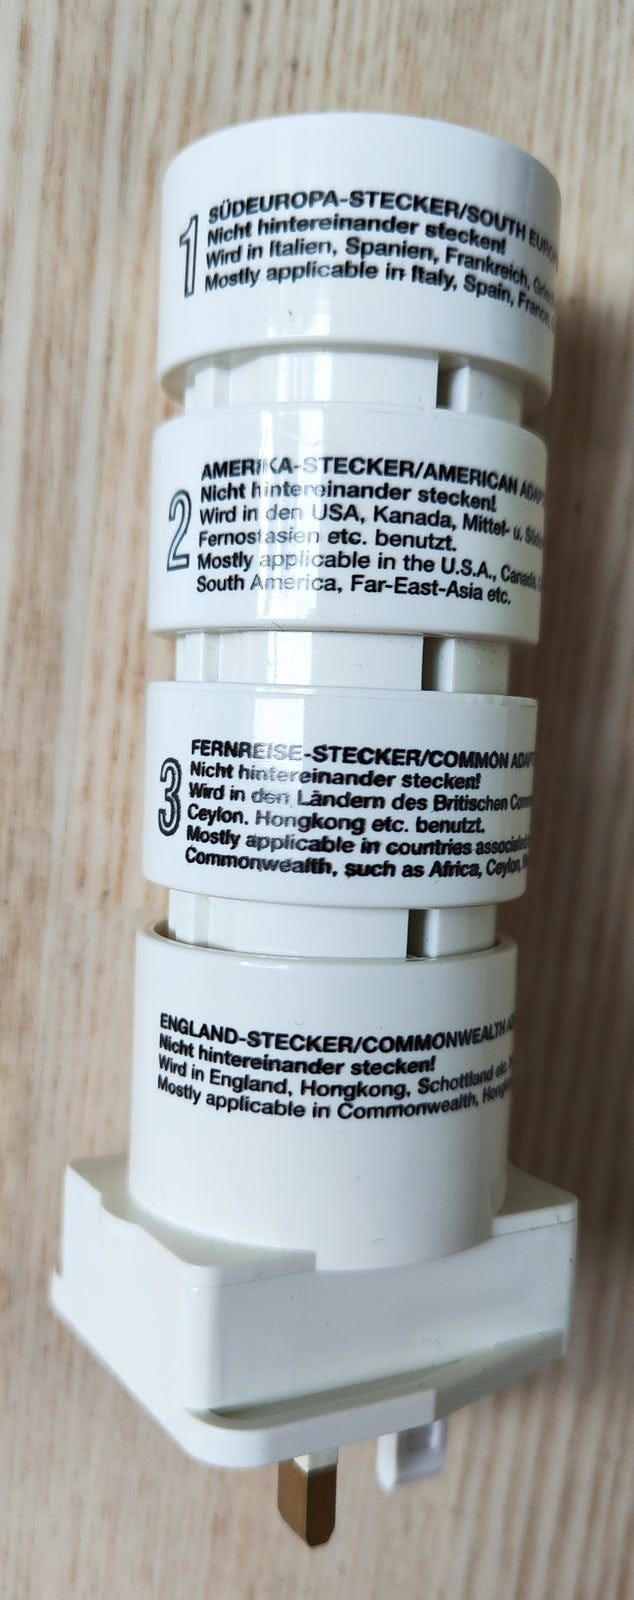 1
SÜDEUROPA-STECKER/SOUTH
Nicht hintereinander stecken!
Wird in Italien, Spanien, Frankreich,
Mostly applicable in Italy, Spain, France,
2
AMERIKA-STECKER/AMERICAN
Nicht hintereinander stecken!
Wird in den USA, Kanada, Mittel- u.
Fernostasien etc. benutzt.
Mostly applicable in the U.S.A., Canada,
South America, Far-East-Asia etc.
3
FERNREISE-STECKER/COMMON
Nicht hintereinander stecken!
Wird in den Ländern des Britischen
Ceylon. Hongkong etc. benutzt.
Mostly applicable in countries associated
Commonwealth, such as Africa, Ceylon,
ENGLAND-STECKER/COMMONWEALTH
Nicht hintereinander stecken!
Wird in England, Hongkong, Schottland etc.
Mostly applicable in Commonwealth,